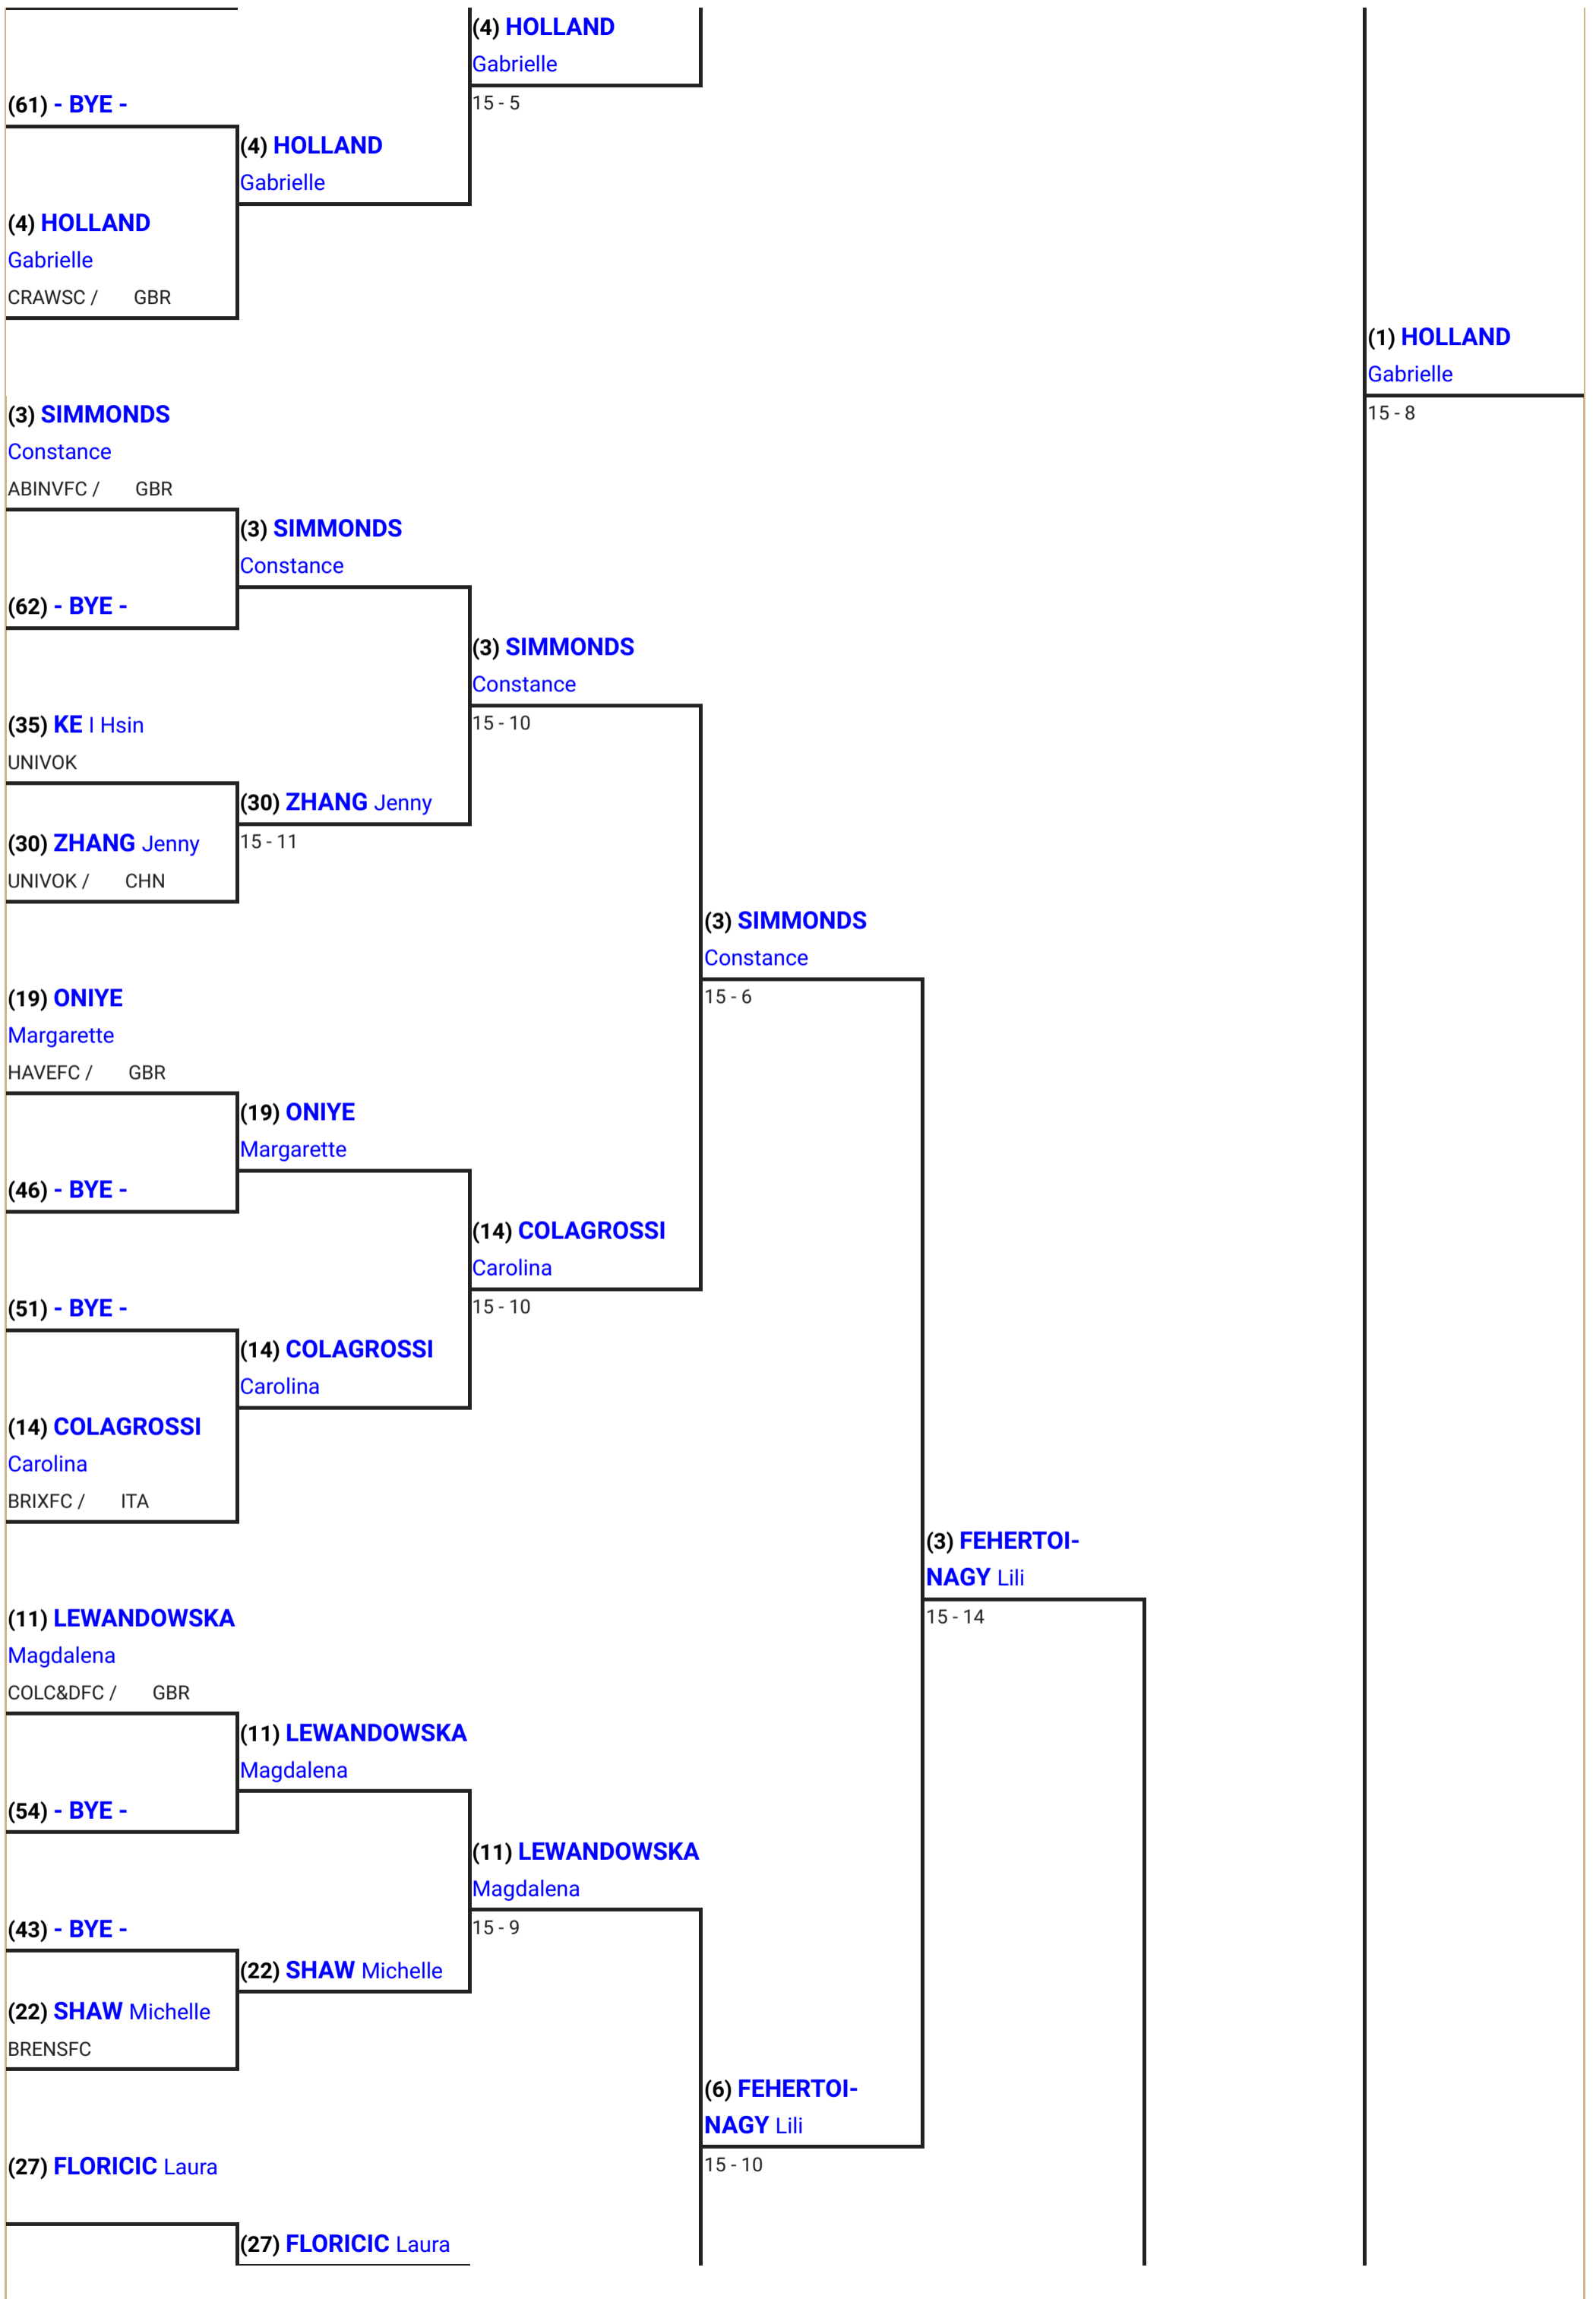 (4) HOLLAND
Gabrielle
15 - 5
(61) - BYE -
(4) HOLLAND
Gabrielle
(4) HOLLAND
Gabrielle
CRAWSC / GBR
(1) HOLLAND
Gabrielle
15 - 8
(3) SIMMONDS
Constance
ABINVFC / GBR
(3) SIMMONDS
Constance
(62) - BYE -
(3) SIMMONDS
Constance
15 - 10
(35) KE I Hsin
UNIVOK
(30) ZHANG Jenny
15 - 11
(30) ZHANG Jenny
UNIVOK / CHN
(3) SIMMONDS
Constance
15 - 6
(19) ONIYE
Margarette
HAVEFC / GBR
(19) ONIYE
Margarette
(46) - BYE -
(14) COLAGROSSI
Carolina
15 - 10
(51) - BYE -
(14) COLAGROSSI
Carolina
(14) COLAGROSSI
Carolina
BRIXFC / ITA
(3) FEHERTOI-
NAGY Lili
15 - 14
(11) LEWANDOWSKA
Magdalena
COLC&DFC / GBR
(11) LEWANDOWSKA
Magdalena
(54) - BYE -
(11) LEWANDOWSKA
Magdalena
15 - 9
(43) - BYE -
(22) SHAW Michelle
(22) SHAW Michelle
BRENSFC
(6) FEHERTOI-
NAGY Lili
15 - 10
(27) FLORICIC Laura
(27) FLORICIC Laura